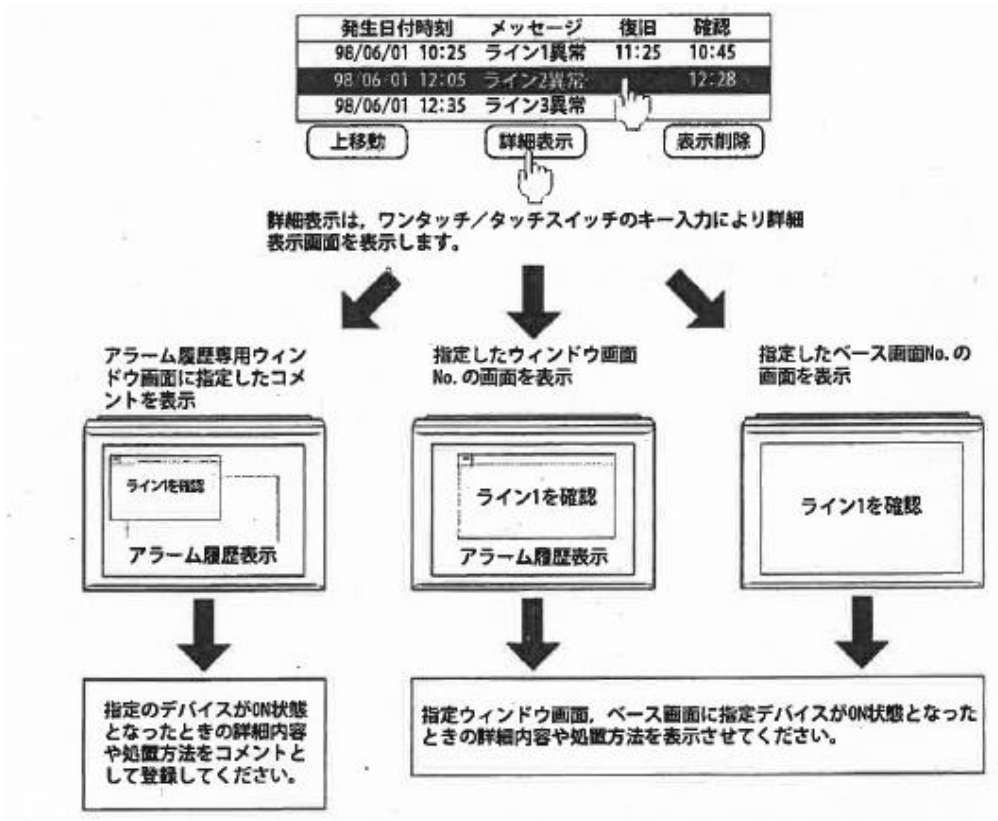 発生日付時刻 メッセージ 復旧 確認
98/06/01 10:25 ライン1異常 11:25 10:45
98/06/01 12:05 ライン2異常 12:28
98/06/01 12:35 ライン3異常
上移動 詳細表示 表示削除
詳細表示は，ワンタッチ／タッチスイッチのキー入力により詳細
表示画面を表示します。
アラーム履歴専用ウィン
ドウ画面に指定したコメ
ントを表示
指定したウィンドウ画面
No.の画面を表示
指定したベース画面No.の
画面を表示
ライン1を確認
アラーム履歴表示
ライン1を確認
アラーム履歴表示
ライン1を確認
指定のデバイスがON状態
となったときの詳細内容
や処置方法をコメントと
して登録してください。
指定ウィンドウ画面，ベース画面に指定デバイスがON状態となった
ときの詳細内容や処置方法を表示させてください。